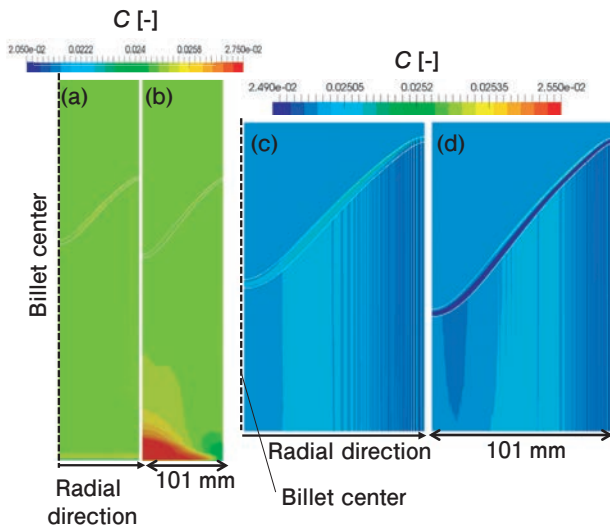 C [-]
2.050e-02 0.0222 0.024 0.0258 2.750e-02
C [-]
2.490e-02 0.02505 0.0252 0.02535 2.550e-02
(a) (b)
(c) (d)
Billet center
Radial direction
101 mm
Radial direction
101 mm
Billet center